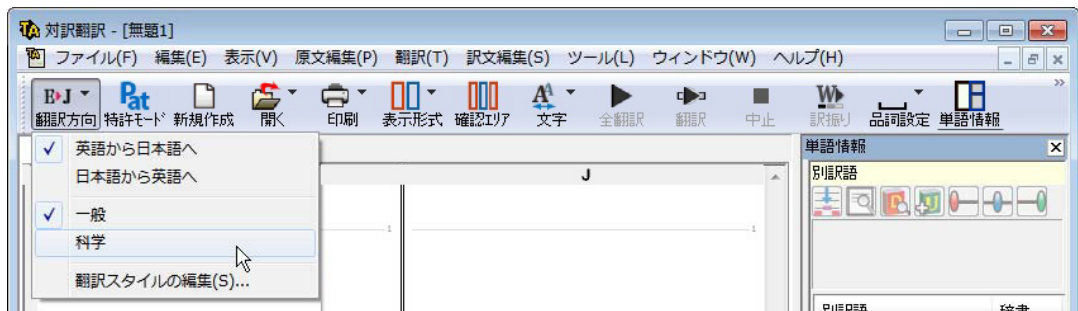 対訳翻訳 - [無題1]
ファイル(F) 編集(E) 表示(V) 原文編集(P) 翻訳(T) 訳文編集(S) ツール(L) ウィンドウ(W) ヘルプ(H)
E›J Pat A W
翻訳方向 特許モード 新規作成 開く 印刷 表示形式 確認エリア 文字 全翻訳 翻訳 中止 訳振り 品詞設定 単語情報
英語から日本語へ
日本語から英語へ
一般
科学
翻訳スタイルの編集(S)...
J
1
1
単語情報
別訳語
別訳語 辞書